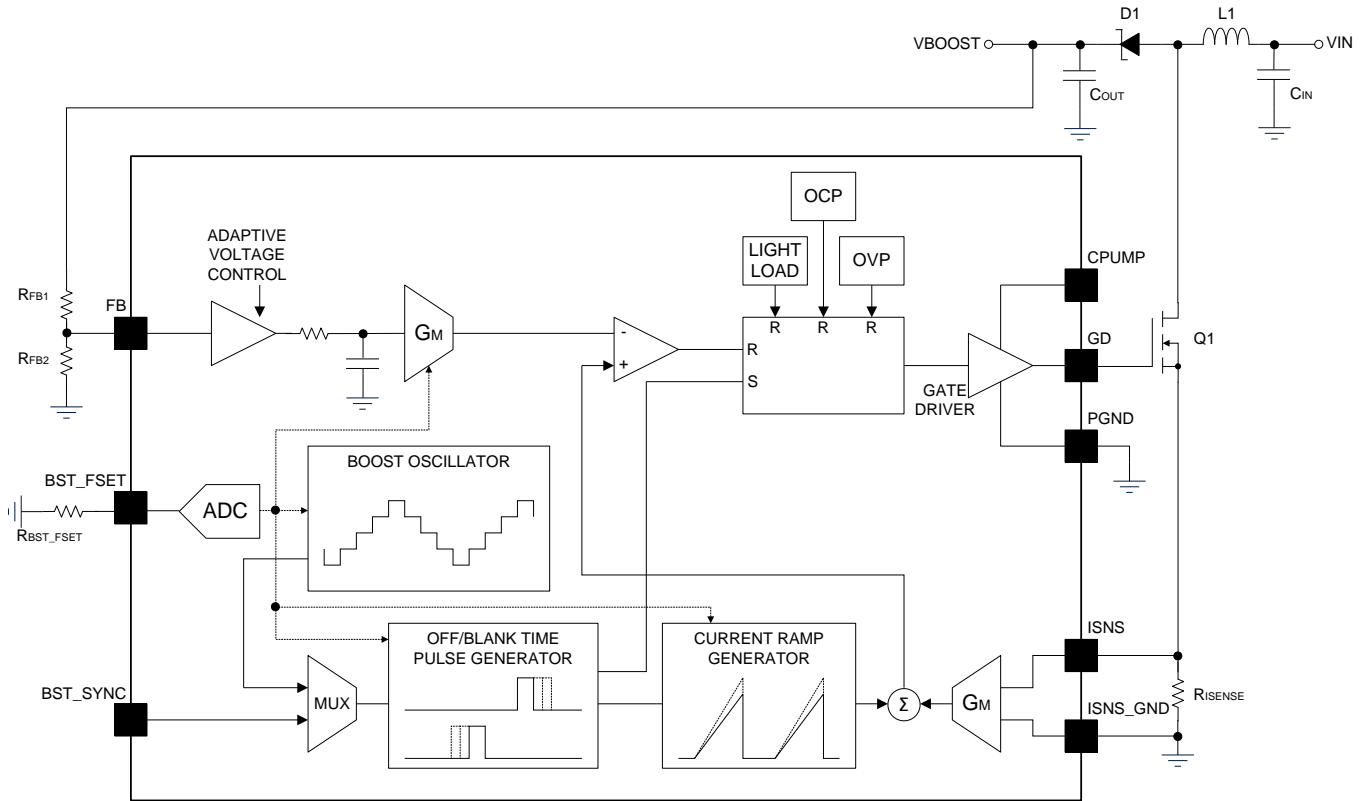 D1
L1
VBOOST
VIN
COUT
CIN
OCP
ADAPTIVE
VOLTAGE
CONTROL
LIGHT
LOAD
OVP
CPUMP
RFB1
FB
GM
-
+
R
R
R
R
S
GD
Q1
RFB2
GATE
DRIVER
PGND
BST_FSET
BOOST OSCILLATOR
ADC
RBST_FSET
OFF/BLANK TIME
PULSE GENERATOR
CURRENT RAMP
GENERATOR
ISNS
BST_SYNC
MUX
Σ
GM
RISENSE
ISNS_GND